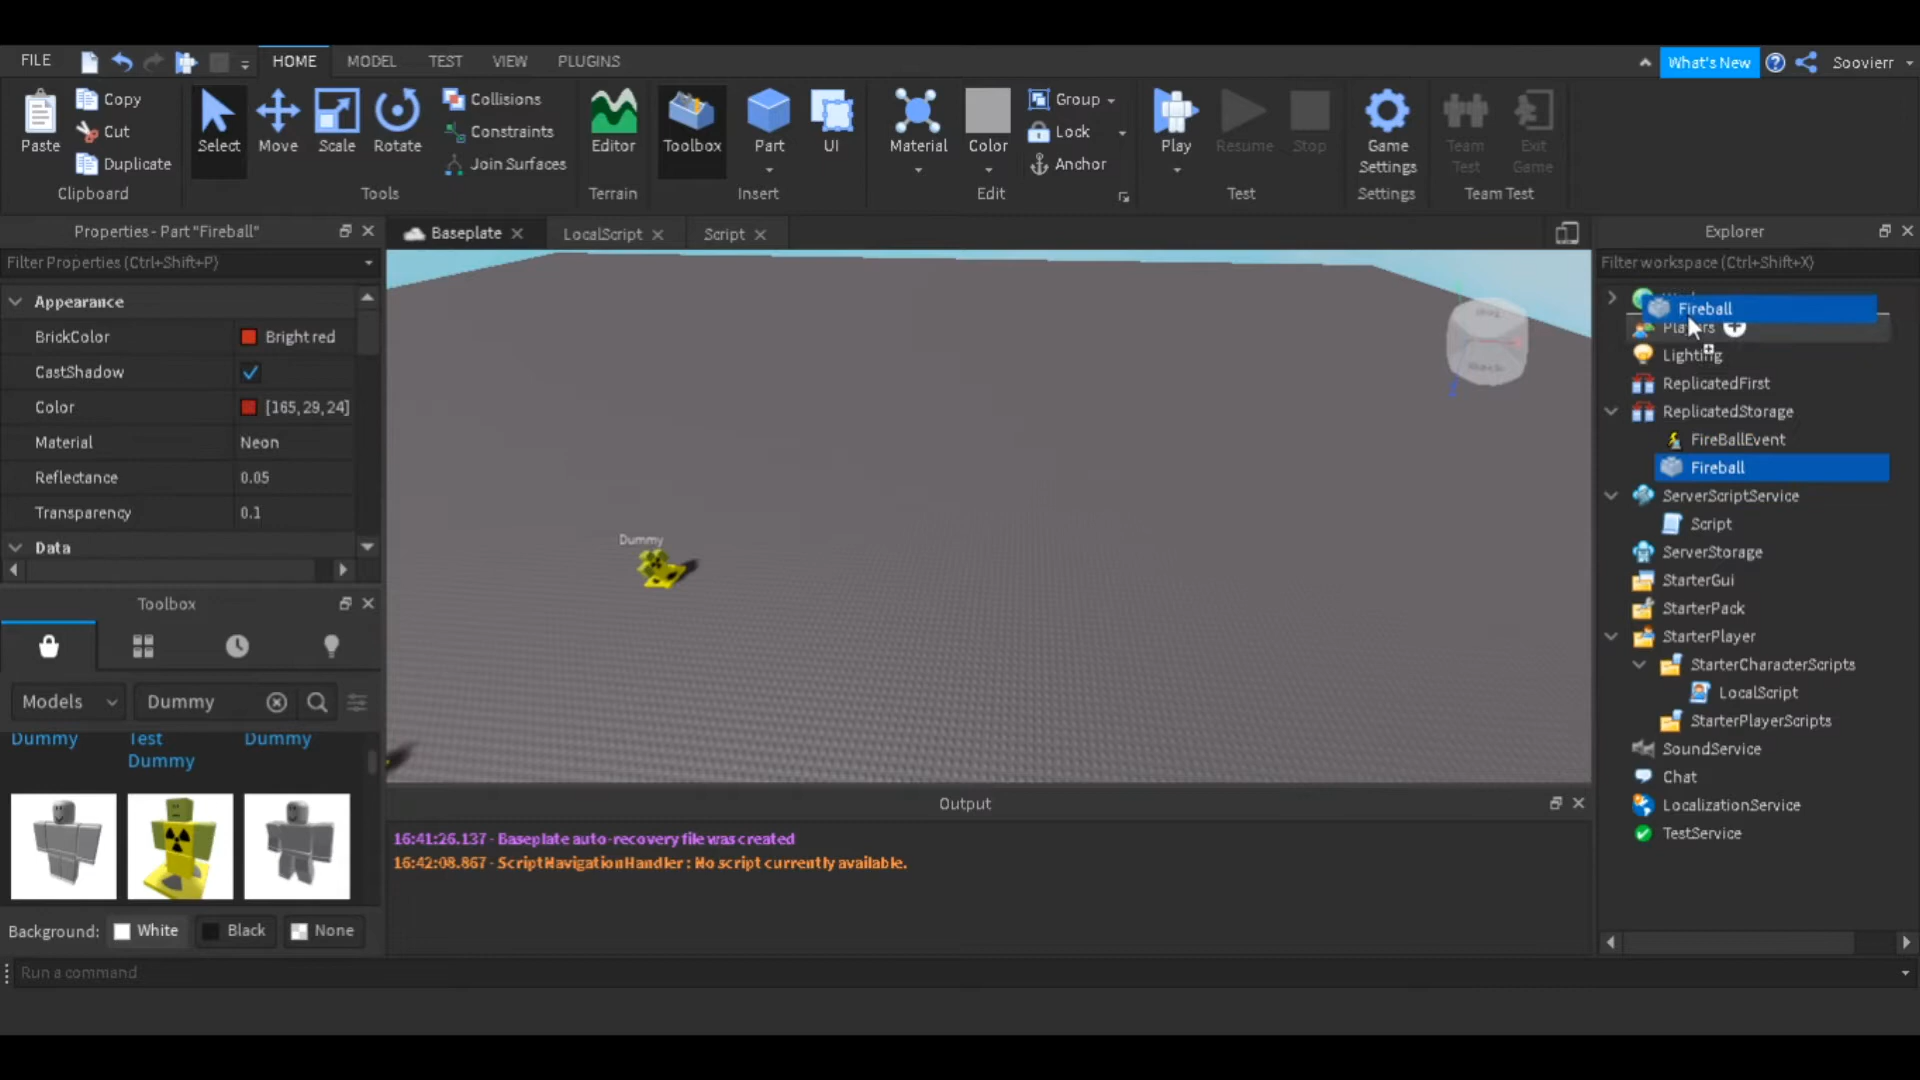 FILE
HOME
MODEL
TEST
VIEW
PLUGINS
What's New
Soovierr
Paste
Copy
Cut
Duplicate
Clipboard
Select
Move
Scale
Rotate
Collisions
Constraints
Join Surfaces
Tools
Editor
Terrain
Toolbox
Part
UI
Insert
Material
Color
Group
Lock
Anchor
Edit
Play
Resume
Stop
Test
Game
Settings
Settings
Team
Test
Exit
Game
Team Test
Properties - Part "Fireball"
Filter Properties (Ctrl+Shift+P)
Appearance
BrickColor Bright red
CastShadow
Color [165,29,24]
Material Neon
Reflectance 0.05
Transparency 0.1
Data
Toolbox
Models
Dummy
Dummy
Test
Dummy
Dummy
Background: White Black None
Run a command
Baseplate
LocalScript
Script
Dummy
Output
16:41:26.137 - Baseplate auto-recovery file was created
16:42:08.867 - ScriptNavigationHandler : No script currently available.
Explorer
Filter workspace (Ctrl+Shift+X)
Fireball
Players
Lighting
ReplicatedFirst
ReplicatedStorage
FireBallEvent
Fireball
ServerScriptService
Script
ServerStorage
StarterGui
StarterPack
StarterPlayer
StarterCharacterScripts
LocalScript
StarterPlayerScripts
SoundService
Chat
LocalizationService
TestService